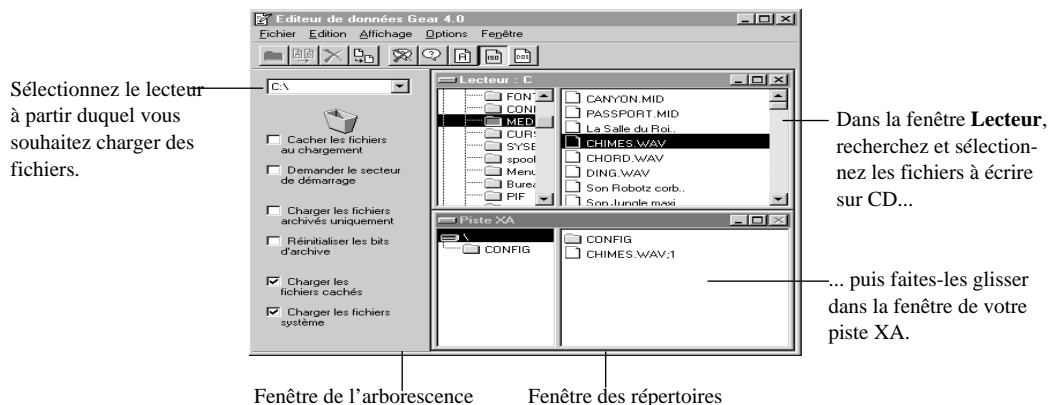 Editeur de données Gear 4.0
Fichier Edition Affichage Options Fenêtre
A ISO DOS
Sélectionnez le lecteur
à partir duquel vous
souhaitez charger des
fichiers.
C:\
Cacher les fichiers
au chargement
Demander le secteur
de démarrage
Charger les fichiers
archivés uniquement
Réinitialiser les bits
d'archive
Charger les
fichiers cachés
Charger les fichiers
système
Lecteur : C
FONT
CONI
MED
CURS
SYSE
spool
Menu
Burea
PIF
CANYON.MID
PASSPORT.MID
La Salle du Roi..
CHIMES.WAV
CHORD.WAV
DING.WAV
Son Robotz corb..
Son Jungle maxi
Piste XA
\
CONFIG
CONFIG
CHIMES.WAV;1
Dans la fenêtre Lecteur,
recherchez et sélection-
nez les fichiers à écrire
sur CD...
... puis faites-les glisser
dans la fenêtre de votre
piste XA.
Fenêtre de l’arborescence
Fenêtre des répertoires